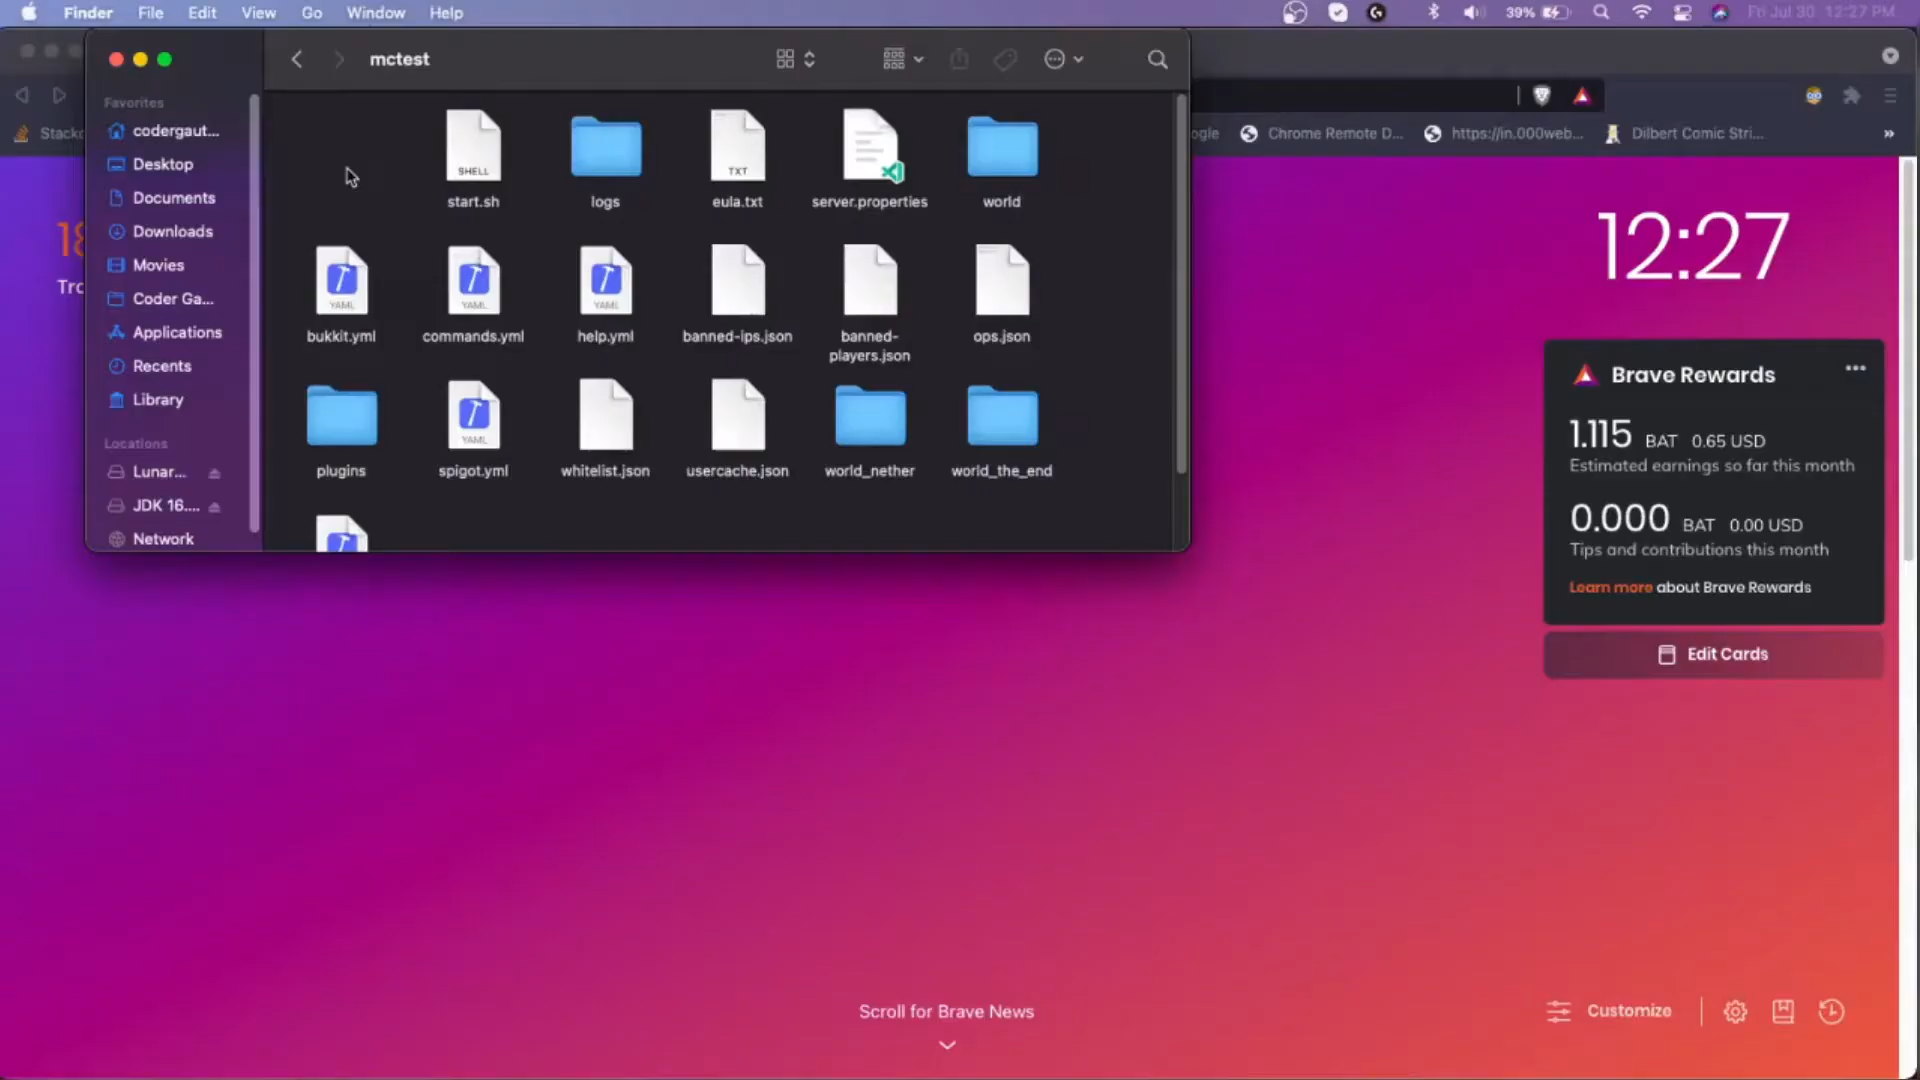 Finder File Edit View Go Window Help
39% Fri Jul 30 12:27 PM
mctest
Favorites
codergaut...
Desktop
Documents
Downloads
Movies
Coder Ga...
Applications
Recents
Library
Locations
Lunar...
JDK 16....
Network
SHELL
start.sh
logs
TXT
eula.txt
server.properties
world
YAML
bukkit.yml
YAML
commands.yml
YAML
help.yml
banned-ips.json
banned-
players.json
ops.json
plugins
YAML
spigot.yml
whitelist.json
usercache.json
world_nether
world_the_end
Chrome Remote D...
https://in.000web...
Dilbert Comic Stri...
»
12:27
Brave Rewards
1.115 BAT 0.65 USD
Estimated earnings so far this month
0.000 BAT 0.00 USD
Tips and contributions this month
Learn more about Brave Rewards
Edit Cards
Scroll for Brave News
Customize